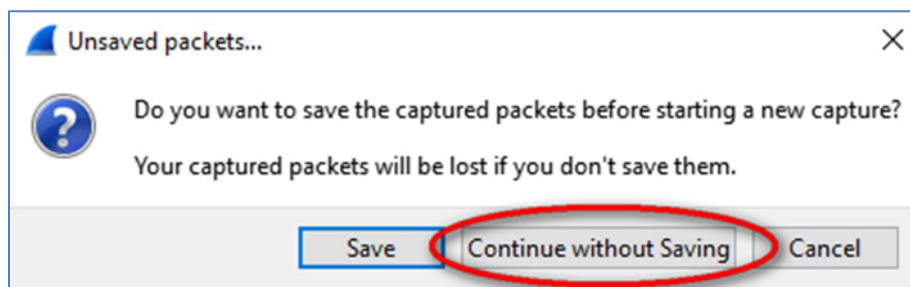 Unsaved packets...
Do you want to save the captured packets before starting a new capture?
Your captured packets will be lost if you don't save them.
Save Continue without Saving Cancel